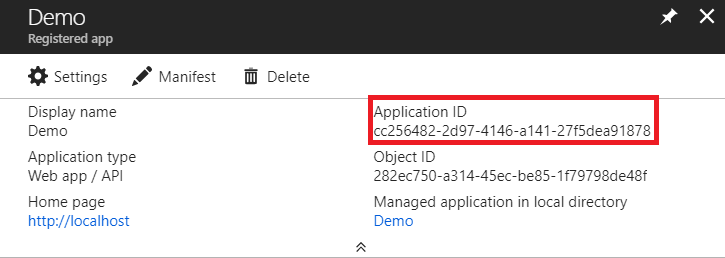 Demo
Registered app
Settings Manifest Delete
Display name
Demo
Application ID
cc256482-2d97-4146-a141-27f5dea91878
Application type
Web app / API
Object ID
282ec750-a314-45ec-be85-1f79798de48f
Home page
http://localhost
Managed application in local directory
Demo